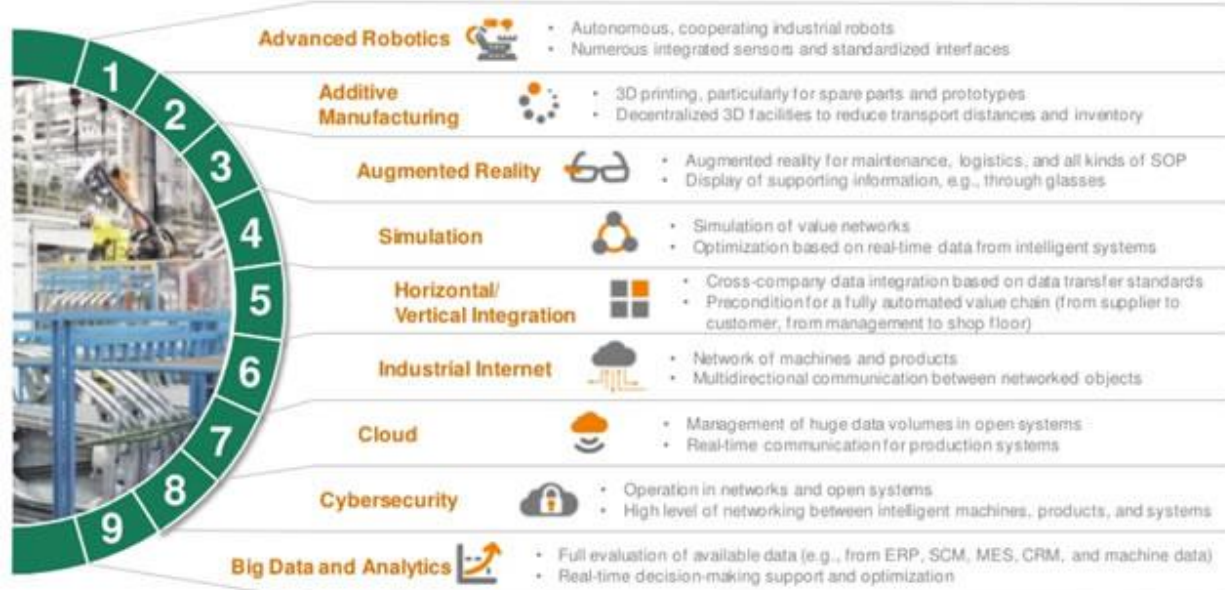 1
Advanced Robotics
• Autonomous, cooperating industrial robots
• Numerous integrated sensors and standardized interfaces
2
Additive
Manufacturing
• 3D printing, particularly for spare parts and prototypes
• Decentralized 3D facilities to reduce transport distances and inventory
3
Augmented Reality
• Augmented reality for maintenance, logistics, and all kinds of SOP
• Display of supporting information, e.g., through glasses
4
Simulation
• Simulation of value networks
• Optimization based on real-time data from intelligent systems
5
Horizontal/
Vertical Integration
• Cross-company data integration based on data transfer standards
• Precondition for a fully automated value chain (from supplier to
customer, from management to shop floor)
6
Industrial Internet
• Network of machines and products
• Multidirectional communication between networked objects
7
Cloud
• Management of huge data volumes in open systems
• Real-time communication for production systems
8
Cybersecurity
• Operation in networks and open systems
• High level of networking between intelligent machines, products, and systems
9
Big Data and Analytics
• Full evaluation of available data (e.g., from ERP, SCM, MES, CRM, and machine data)
• Real-time decision-making support and optimization